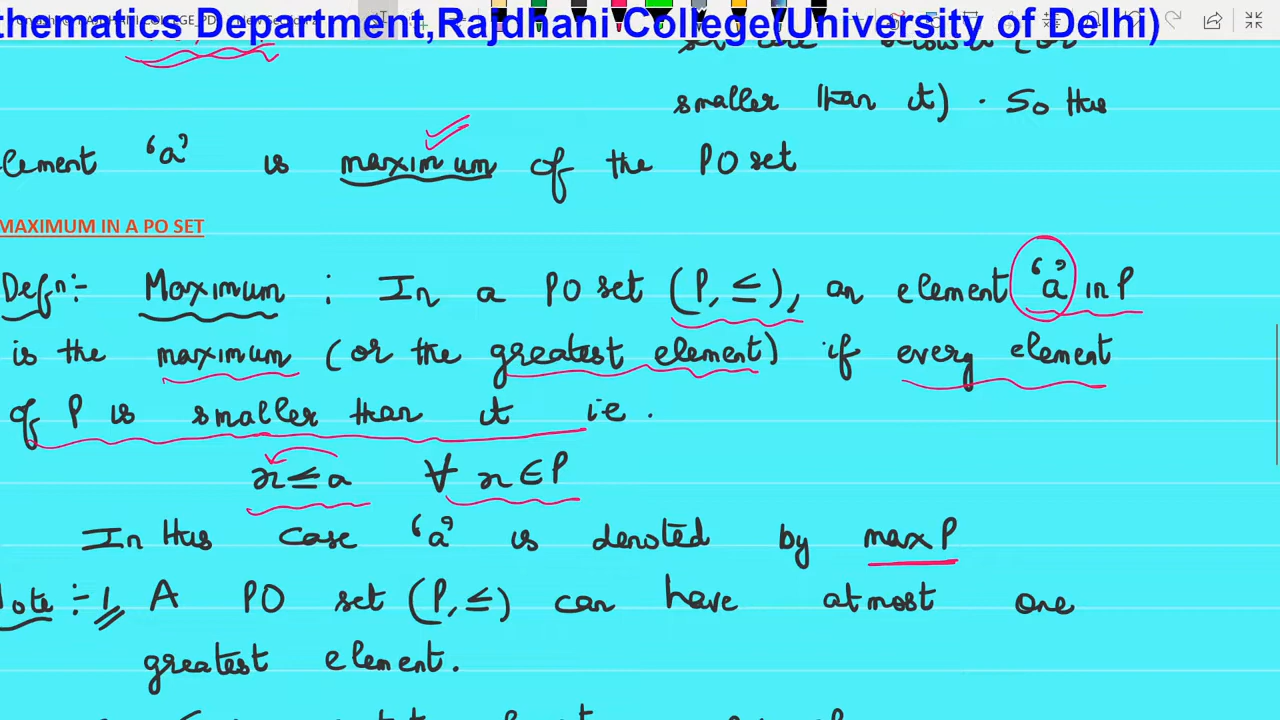 thematics Department,Rajdhani College(University of Delhi)
smaller than it) . So this
lement 'a' is maximum of the PO set
MAXIMUM IN A PO SET
Defn:- Maximum : In a PO set (P, ≤), an element 'a' in P
is the maximum (or the greatest element) if every element
of P is smaller than it i.e.
x ≤ a ∀ x ∈ P
In this case 'a' is denoted by max P
Note :- 1. A PO set (P, ≤) can have atmost one
greatest element.